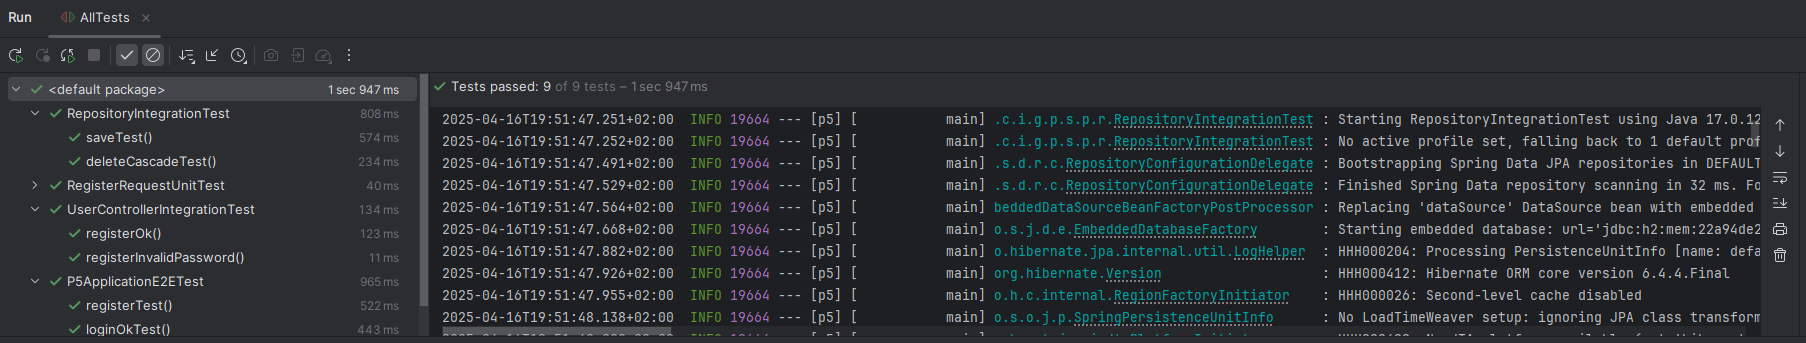 Run AllTests
Tests passed: 9 of 9 tests – 1 sec 947 ms
<default package> 1 sec 947 ms
RepositoryIntegrationTest 808 ms
saveTest() 574 ms
deleteCascadeTest() 234 ms
RegisterRequestUnitTest 40 ms
UserControllerIntegrationTest 134 ms
registerOk() 123 ms
registerInvalidPassword() 11 ms
P5ApplicationE2ETest 965 ms
registerTest() 522 ms
loginOkTest() 443 ms
2025-04-16T19:51:47.251+02:00 INFO 19664 --- [p5] [ main] .c.i.g.p.s.p.r.RepositoryIntegrationTest : Starting RepositoryIntegrationTest using Java 17.0.12
2025-04-16T19:51:47.252+02:00 INFO 19664 --- [p5] [ main] .c.i.g.p.s.p.r.RepositoryIntegrationTest : No active profile set, falling back to 1 default prof
2025-04-16T19:51:47.491+02:00 INFO 19664 --- [p5] [ main] .s.d.r.c.RepositoryConfigurationDelegate : Bootstrapping Spring Data JPA repositories in DEFAULT
2025-04-16T19:51:47.529+02:00 INFO 19664 --- [p5] [ main] .s.d.r.c.RepositoryConfigurationDelegate : Finished Spring Data repository scanning in 32 ms. Fo
2025-04-16T19:51:47.564+02:00 INFO 19664 --- [p5] [ main] beddedDataSourceBeanFactoryPostProcessor : Replacing 'dataSource' DataSource bean with embedded
2025-04-16T19:51:47.668+02:00 INFO 19664 --- [p5] [ main] o.s.j.d.e.EmbeddedDatabaseFactory : Starting embedded database: url='jdbc:h2:mem:22a94de2
2025-04-16T19:51:47.882+02:00 INFO 19664 --- [p5] [ main] o.hibernate.jpa.internal.util.LogHelper : HHH000204: Processing PersistenceUnitInfo [name: defa
2025-04-16T19:51:47.926+02:00 INFO 19664 --- [p5] [ main] org.hibernate.Version : HHH000412: Hibernate ORM core version 6.4.4.Final
2025-04-16T19:51:47.955+02:00 INFO 19664 --- [p5] [ main] o.h.c.internal.RegionFactoryInitiator : HHH000026: Second-level cache disabled
2025-04-16T19:51:48.138+02:00 INFO 19664 --- [p5] [ main] o.s.o.j.p.SpringPersistenceUnitInfo : No LoadTimeWeaver setup: ignoring JPA class transform